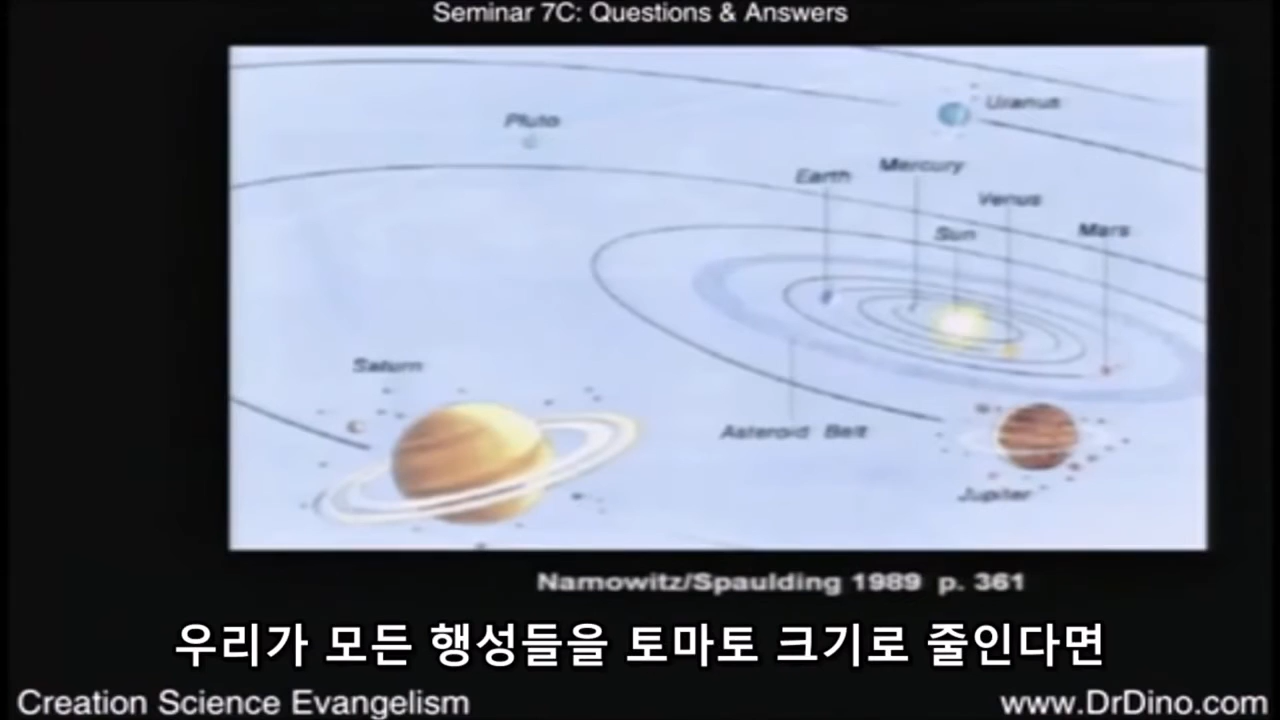 Seminar 7C: Questions & Answers
Pluto
Uranus
Earth
Mercury
Venus
Sun
Mars
Saturn
Asteroid Belt
Jupiter
Namowitz/Spaulding 1989 p. 361
우리가 모든 행성들을 토마토 크기로 줄인다면
Creation Science Evangelism
www.DrDino.com